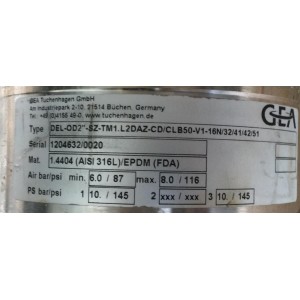 GEA Tuchenhagen GmbH
Am Industriepark 2-10, 21514 Büchen, Germany
www.tuchenhagen.com
GEA
Type DEL-DD2"-SZ-TM1.L2DAZ-CD/CLB50-V1-16N/32/41/42/51
Serial 1204632/0020
Mat. 1.4404 (AISI 316L)/EPDM (FDA)
Air bar/psi min. 6.0 / 87 max. 8.0 / 116
PS bar/psi 1 10. / 145 2 xxx / xxx 3 10. / 145